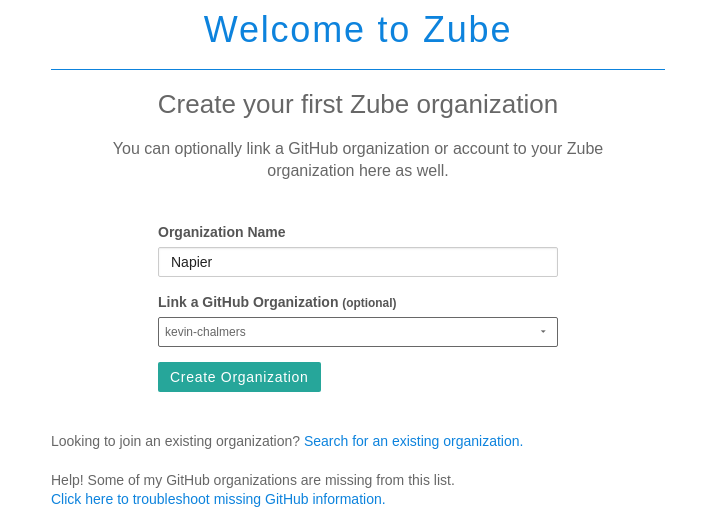 Welcome to Zube
Create your first Zube organization
You can optionally link a GitHub organization or account to your Zube
organization here as well.
Organization Name
Napier
Link a GitHub Organization (optional)
kevin-chalmers
Create Organization
Looking to join an existing organization? Search for an existing organization.
Help! Some of my GitHub organizations are missing from this list.
Click here to troubleshoot missing GitHub information.